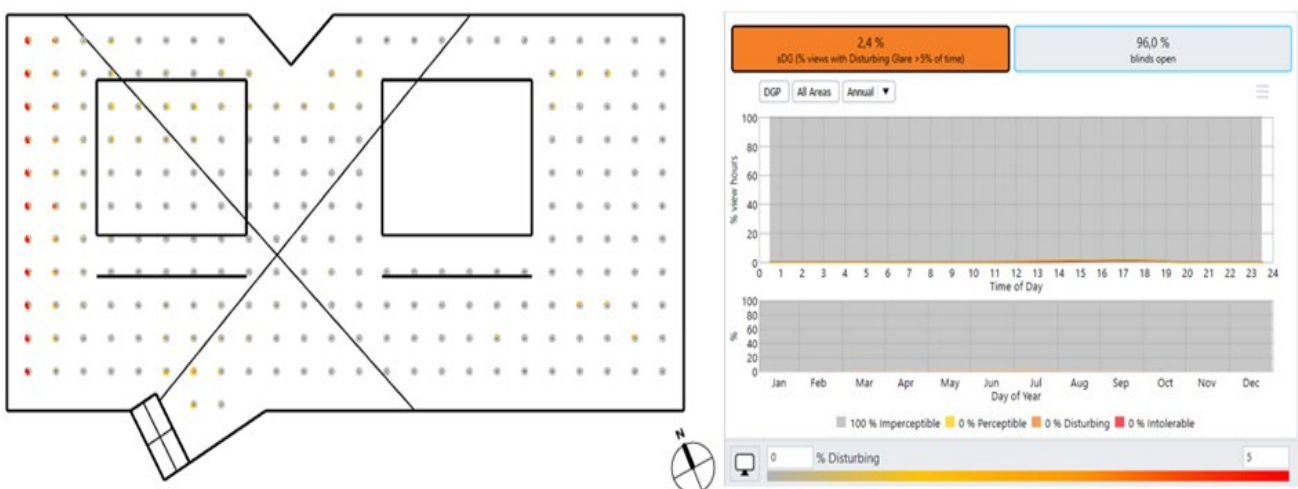 N
2,4 %
sDG (% views with Disturbing Glare >5% of time)
96,0 %
blinds open
DGP All Areas Annual ▼
% view hours
100
80
60
40
20
0
0 1 2 3 4 5 6 7 8 9 10 11 12 13 14 15 16 17 18 19 20 21 22 23 24
Time of Day
%
100
80
60
40
20
0
Jan Feb Mar Apr May Jun Jul Aug Sep Oct Nov Dec
Day of Year
100 % Imperceptible 0 % Perceptible 0 % Disturbing 0 % Intolerable
0 % Disturbing 5